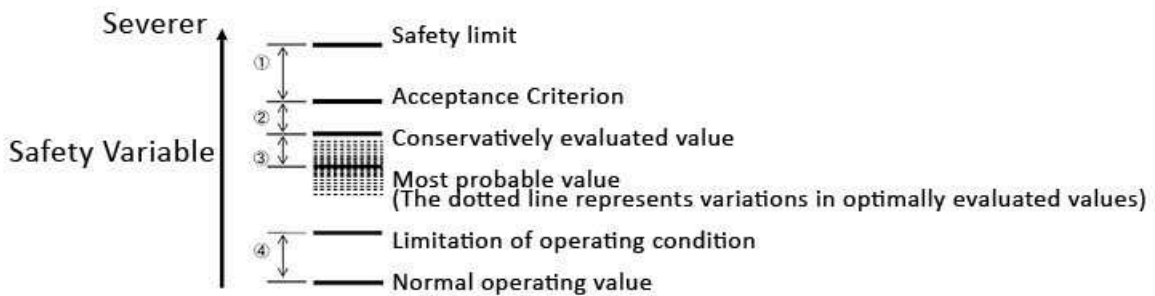 Severer
Safety limit
①
Acceptance Criterion
②
Conservatively evaluated value
Safety Variable
③
Most probable value
(The dotted line represents variations in optimally evaluated values)
④
Limitation of operating condition
Normal operating value